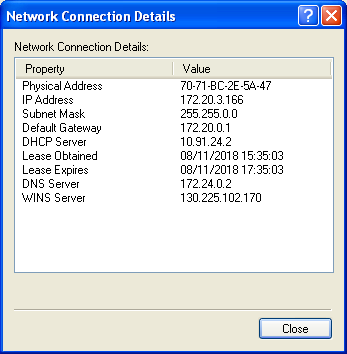 Network Connection Details
Network Connection Details:
Property Value
Physical Address 70-71-BC-2E-5A-47
IP Address 172.20.3.166
Subnet Mask 255.255.0.0
Default Gateway 172.20.0.1
DHCP Server 10.91.24.2
Lease Obtained 08/11/2018 15:35:03
Lease Expires 08/11/2018 17:35:03
DNS Server 172.24.0.2
WINS Server 130.225.102.170
Close